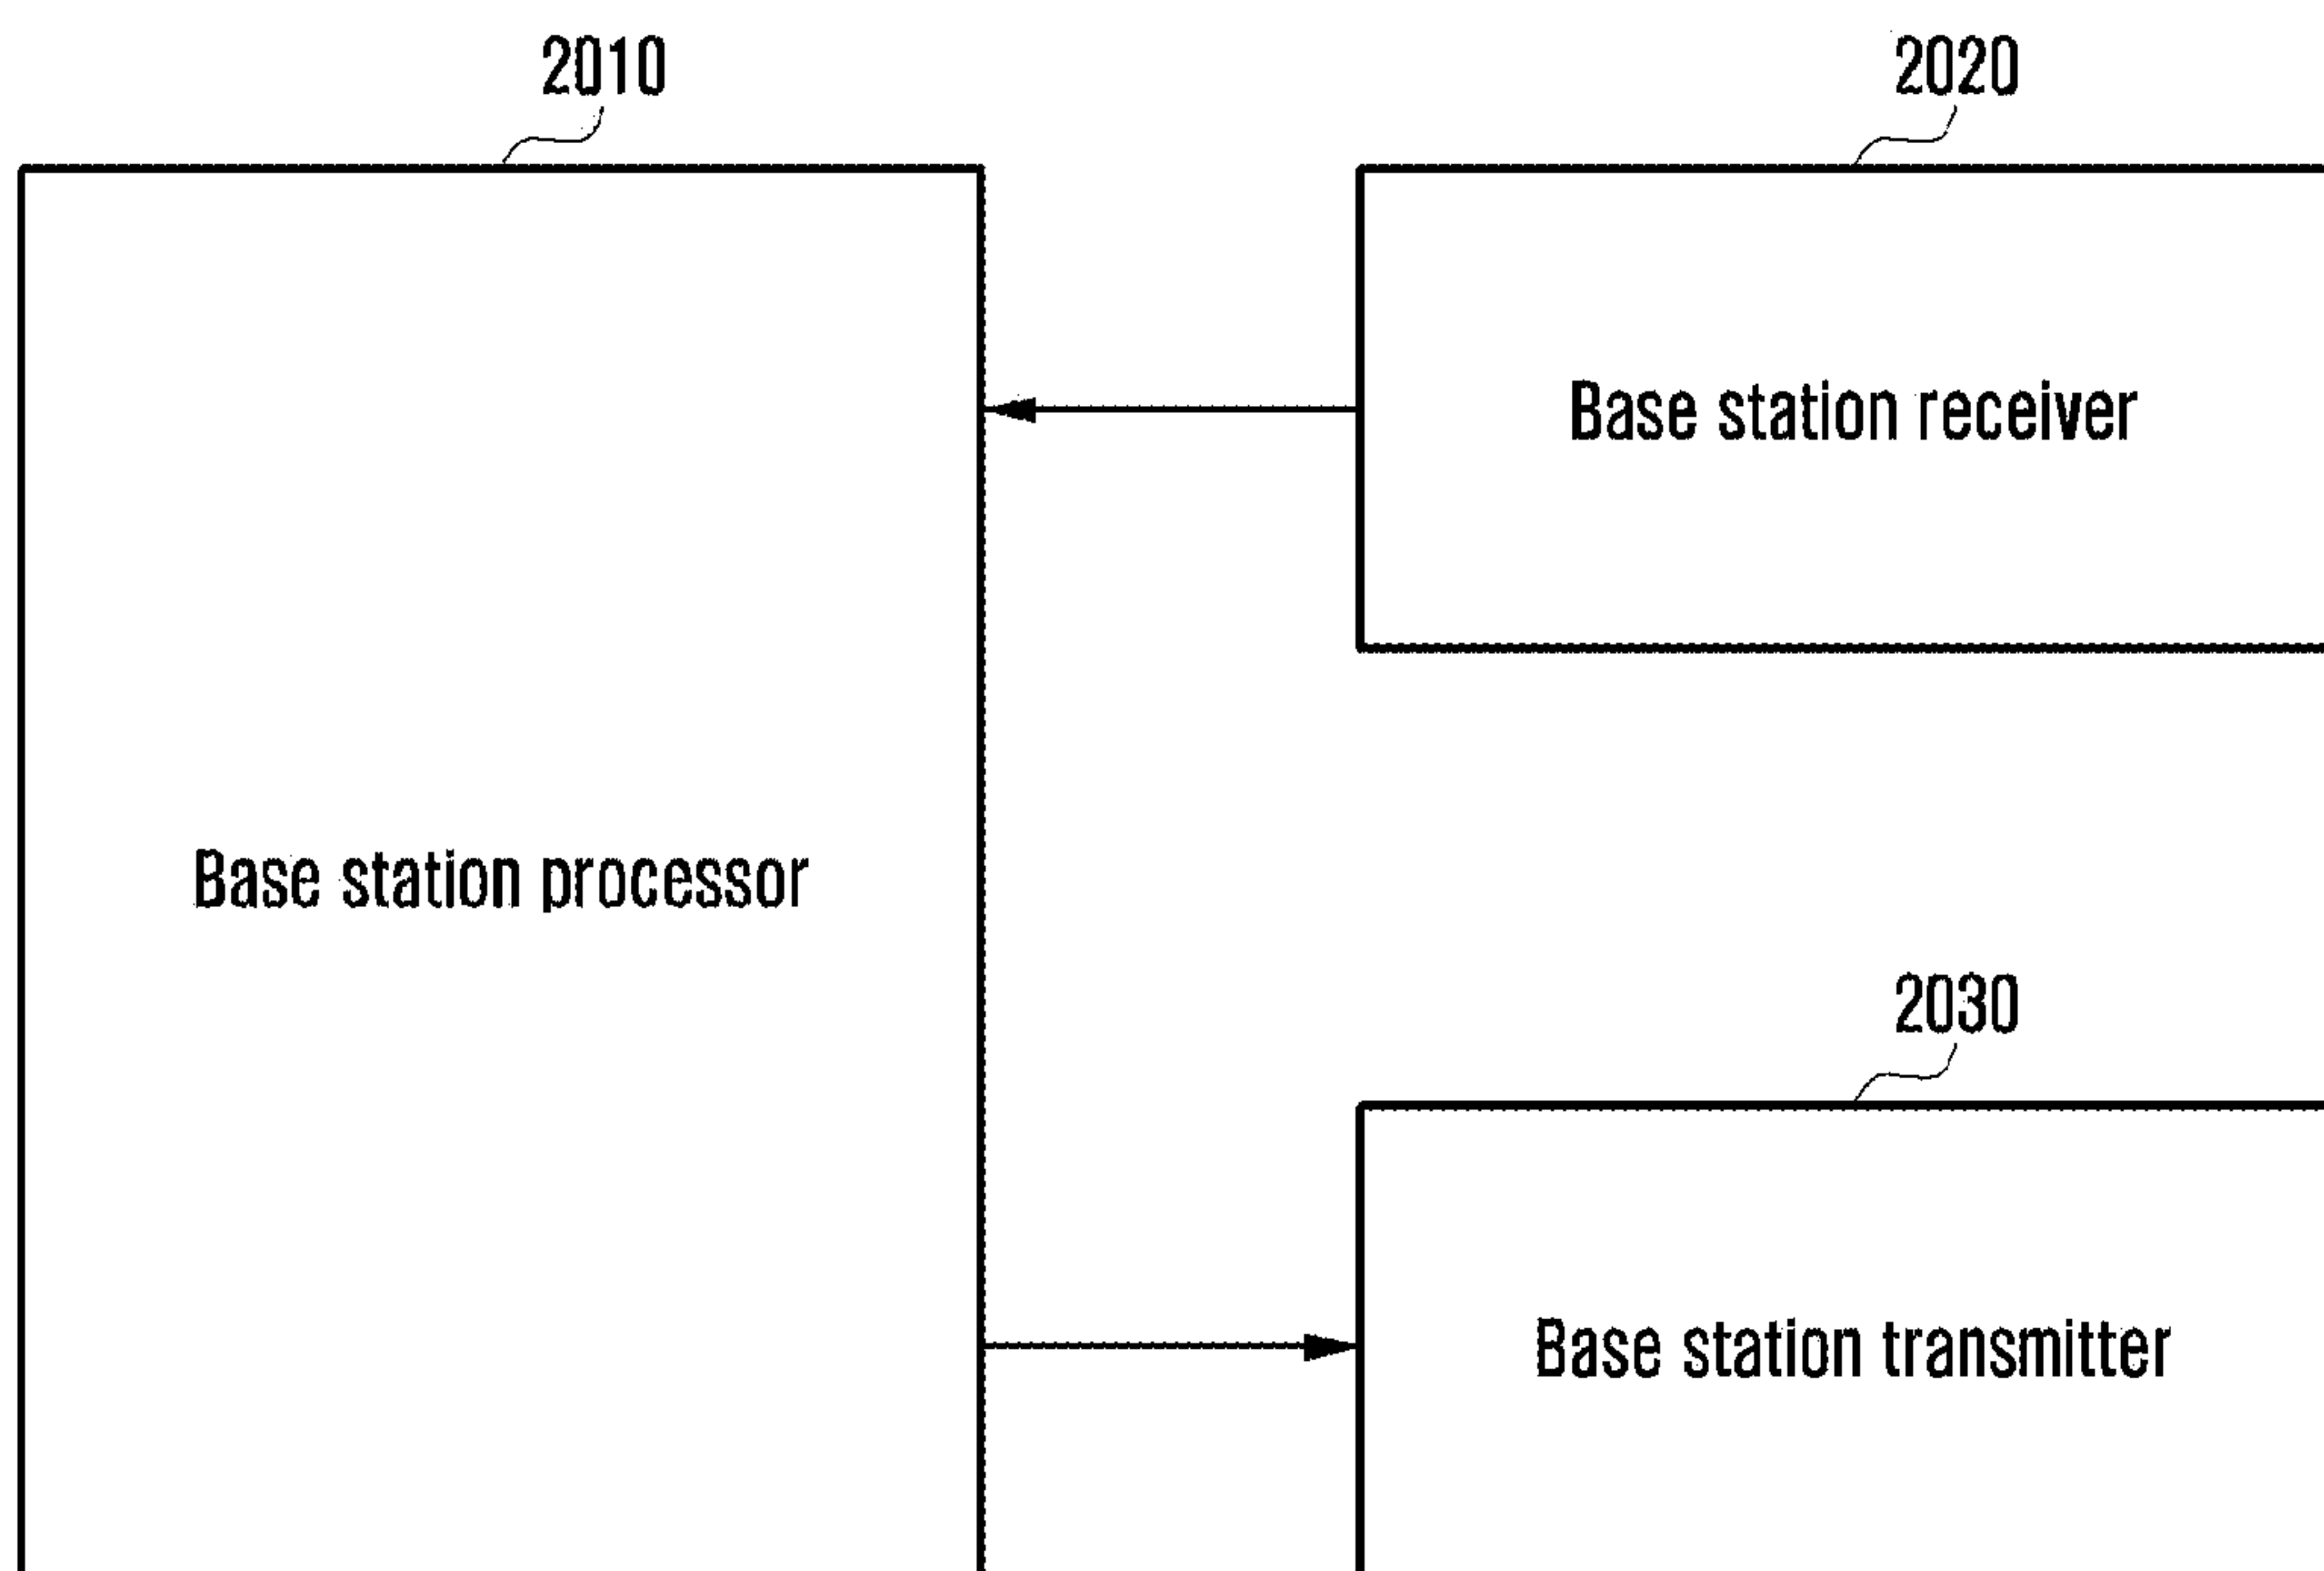 2010
2020
Base station receiver
Base station processor
2030
Base station transmitter